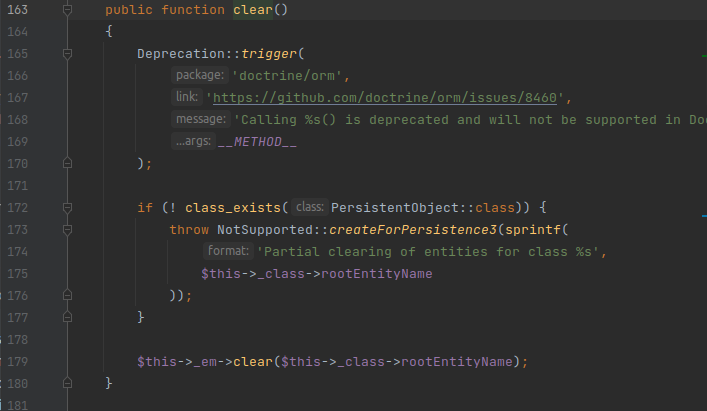 163 public function clear()
164 {
165 Deprecation::trigger(
166 package: 'doctrine/orm',
167 link: 'https://github.com/doctrine/orm/issues/8460',
168 message: 'Calling %s() is deprecated and will not be supported in Doc
169 ...args: __METHOD__
170 );
171
172 if (! class_exists( class: PersistentObject::class)) {
173 throw NotSupported::createForPersistence3(sprintf(
174 format: 'Partial clearing of entities for class %s',
175 $this->_class->rootEntityName
176 ));
177 }
178
179 $this->_em->clear($this->_class->rootEntityName);
180 }
181